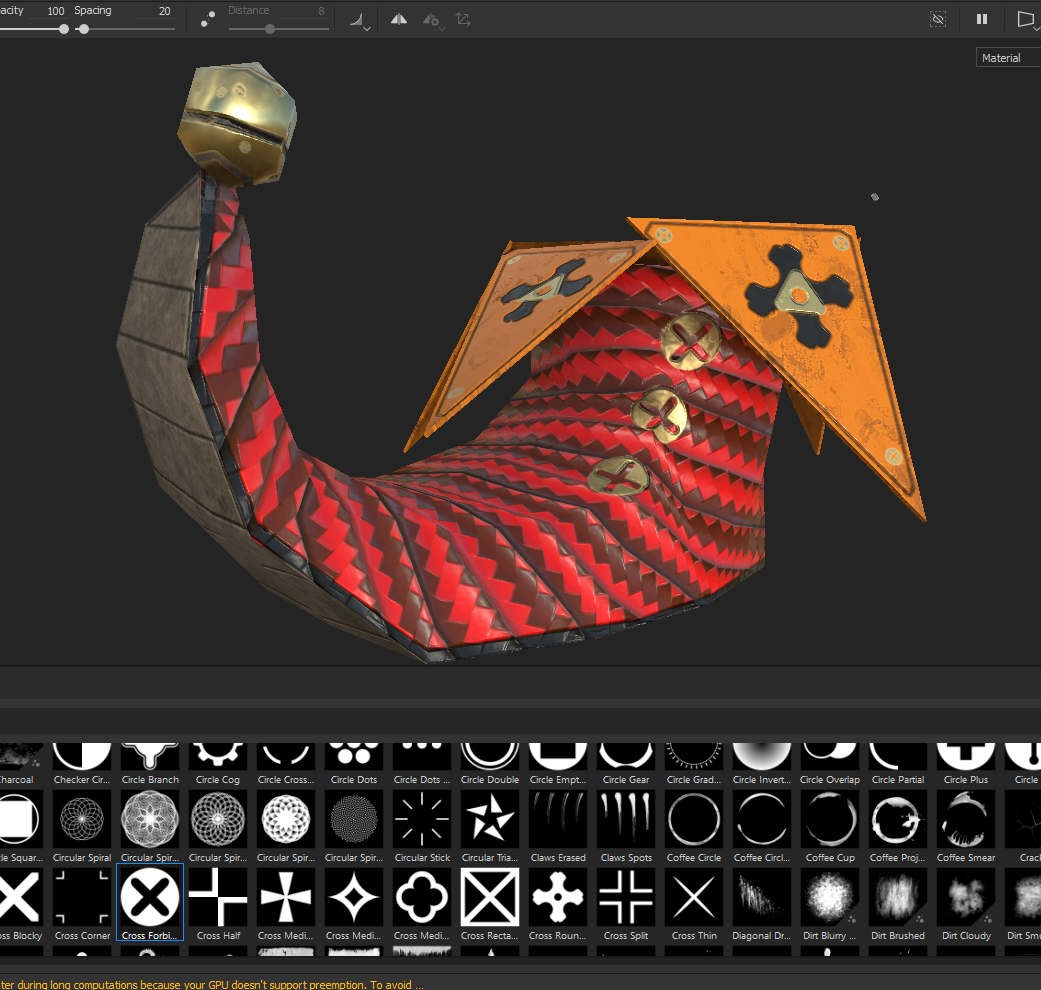 acity 100 Spacing 20 Distance 8
Material
harcoal Checker Cir... Circle Branch Circle Cog Circle Cross... Circle Dots Circle Dots ... Circle Double Circle Empt... Circle Gear Circle Grad... Circle Invert... Circle Overlap Circle Partial Circle Plus Circle
le Squar... Circular Spiral Circular Spir... Circular Spir... Circular Spir... Circular Spir... Circular Stick Circular Tria... Claws Erased Claws Spots Coffee Circle Coffee Circl... Coffee Cup Coffee Proj... Coffee Smear Crac
oss Blocky Cross Corner Cross Forbi... Cross Half Cross Medi... Cross Medi... Cross Medi... Cross Recta... Cross Roun... Cross Split Cross Thin Diagonal Dr... Dirt Blurry ... Dirt Brushed Dirt Cloudy Dirt Smu
ter during long computations because your GPU doesn't support preemption. To avoid ...